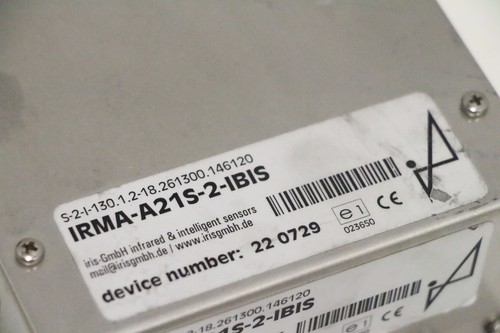 S-2-I-130.1.2-18.261300.146120
IRMA-A21S-2-IBIS
iris-GmbH infrared & intelligent sensors
mail@irisgmbh.de / www.irisgmbh.de
e1
CE
023650
device number: 22 0729
-2-18.261300.146120
1S-2-IBIS